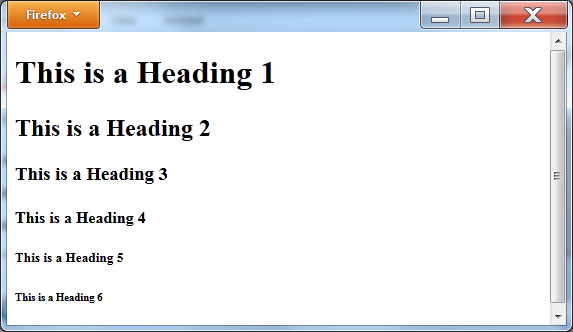 Firefox
This is a Heading 1
This is a Heading 2
This is a Heading 3
This is a Heading 4
This is a Heading 5
This is a Heading 6